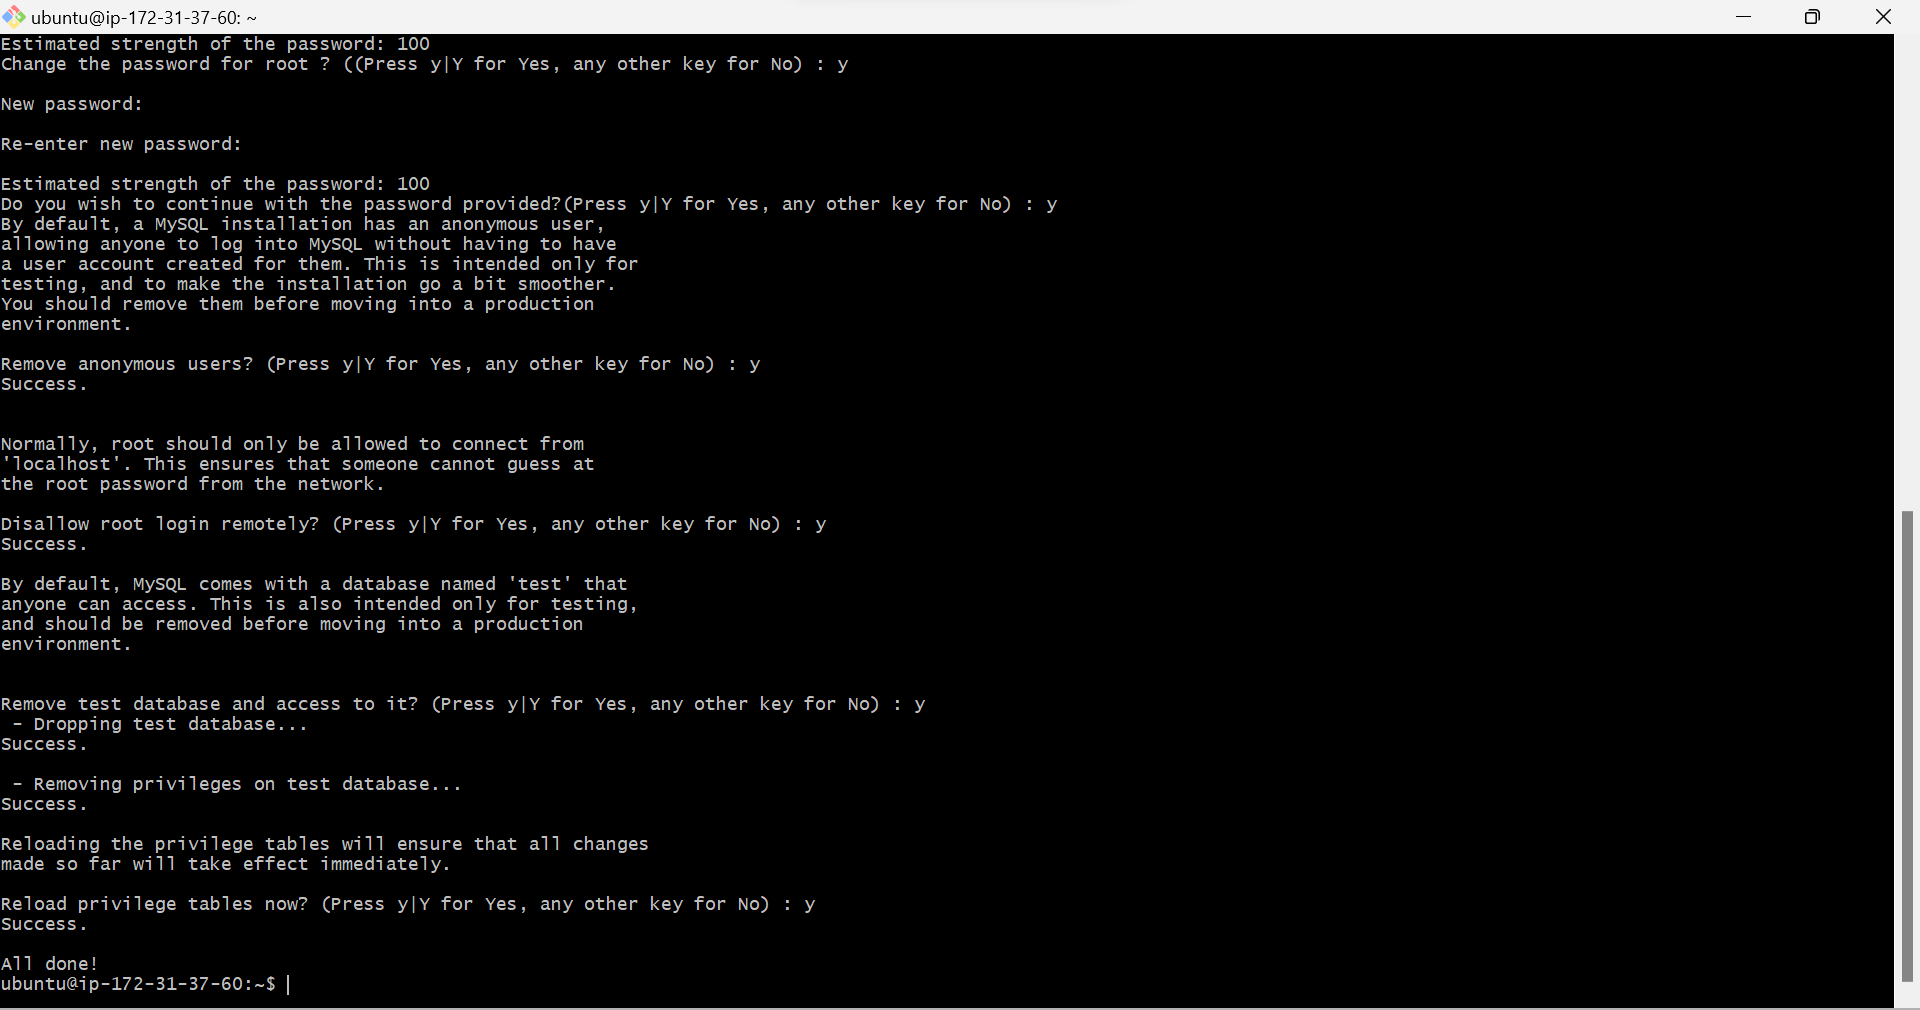 ubuntu@ip-172-31-37-60: ~
Estimated strength of the password: 100
Change the password for root ? ((Press y|Y for Yes, any other key for No) : y
New password:
Re-enter new password:
Estimated strength of the password: 100
Do you wish to continue with the password provided?(Press y|Y for Yes, any other key for No) : y
By default, a MySQL installation has an anonymous user,
allowing anyone to log into MySQL without having to have
a user account created for them. This is intended only for
testing, and to make the installation go a bit smoother.
You should remove them before moving into a production
environment.
Remove anonymous users? (Press y|Y for Yes, any other key for No) : y
Success.
Normally, root should only be allowed to connect from
'localhost'. This ensures that someone cannot guess at
the root password from the network.
Disallow root login remotely? (Press y|Y for Yes, any other key for No) : y
Success.
By default, MySQL comes with a database named 'test' that
anyone can access. This is also intended only for testing,
and should be removed before moving into a production
environment.
Remove test database and access to it? (Press y|Y for Yes, any other key for No) : y
 - Dropping test database...
Success.
 - Removing privileges on test database...
Success.
Reloading the privilege tables will ensure that all changes
made so far will take effect immediately.
Reload privilege tables now? (Press y|Y for Yes, any other key for No) : y
Success.
All done!
ubuntu@ip-172-31-37-60:~$